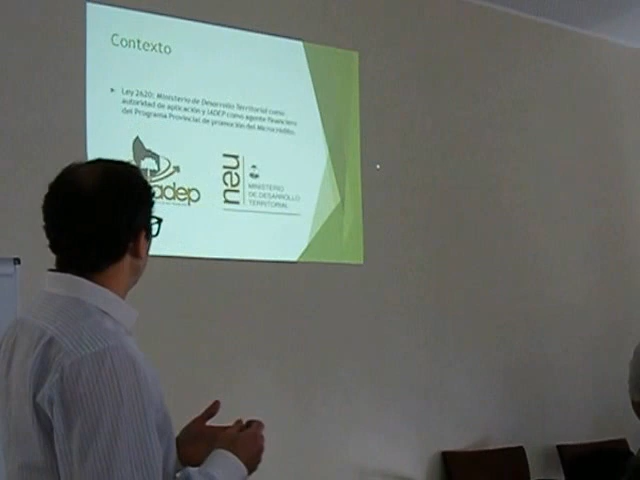 Contexto
Ley 2620: Ministerio de Desarrollo Territorial como
autoridad de aplicación y IADEP como agente financiero
del Programa Provincial de promoción del Microcrédito.
adep
neu
MINISTERIO
DE DESARROLLO
TERRITORIAL